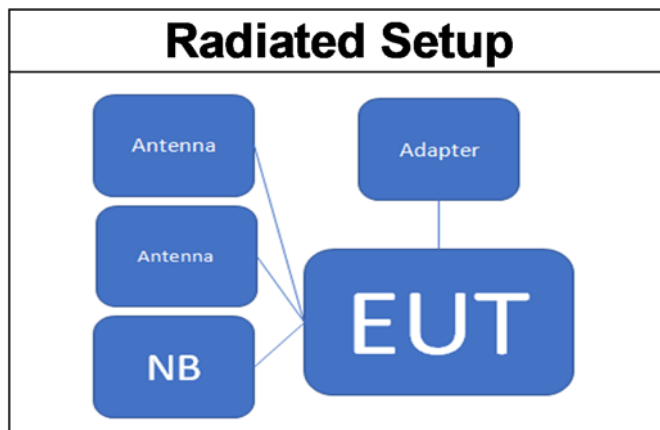 Radiated Setup
Antenna
Adapter
Antenna
EUT
NB